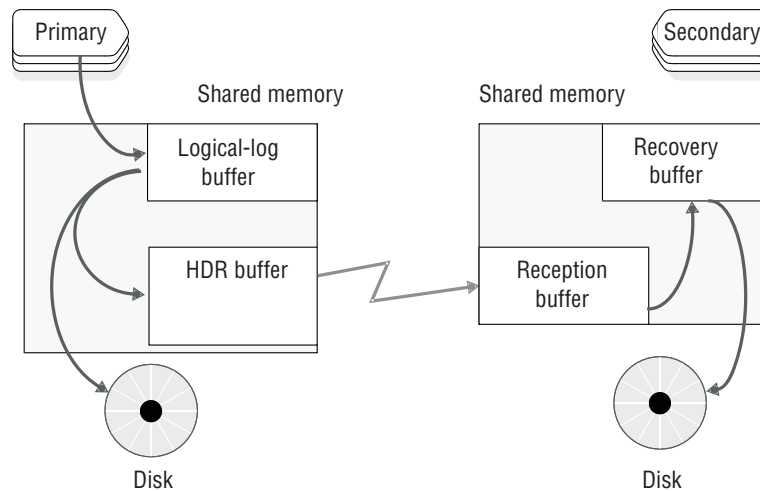 Primary
Secondary
Shared memory
Shared memory
Logical-log
buffer
Recovery
buffer
HDR buffer
Reception
buffer
Disk
Disk